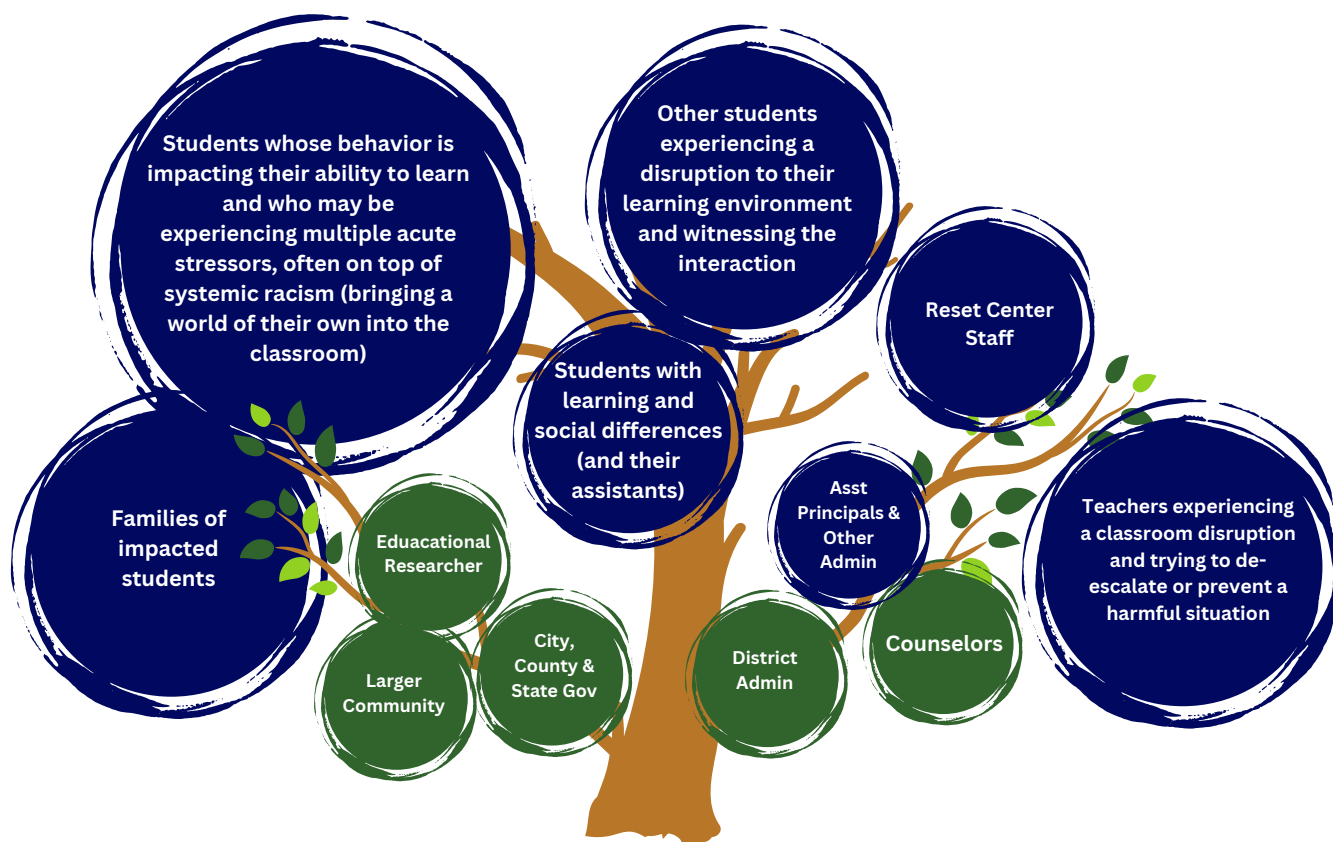 Students whose behavior is
impacting their ability to learn
and who may be
experiencing multiple acute
stressors, often on top of
systemic racism (bringing a
world of their own into the
classroom)
Other students
experiencing a
disruption to their
learning environment
and witnessing the
interaction
Reset Center
Staff
Students with
learning and
social differences
(and their
assistants)
Families of
impacted
students
Eduacational
Researcher
Asst
Principals &
Other
Admin
Teachers experiencing
a classroom disruption
and trying to de-
escalate or prevent a
harmful situation
Larger
Community
City,
County &
State Gov
District
Admin
Counselors